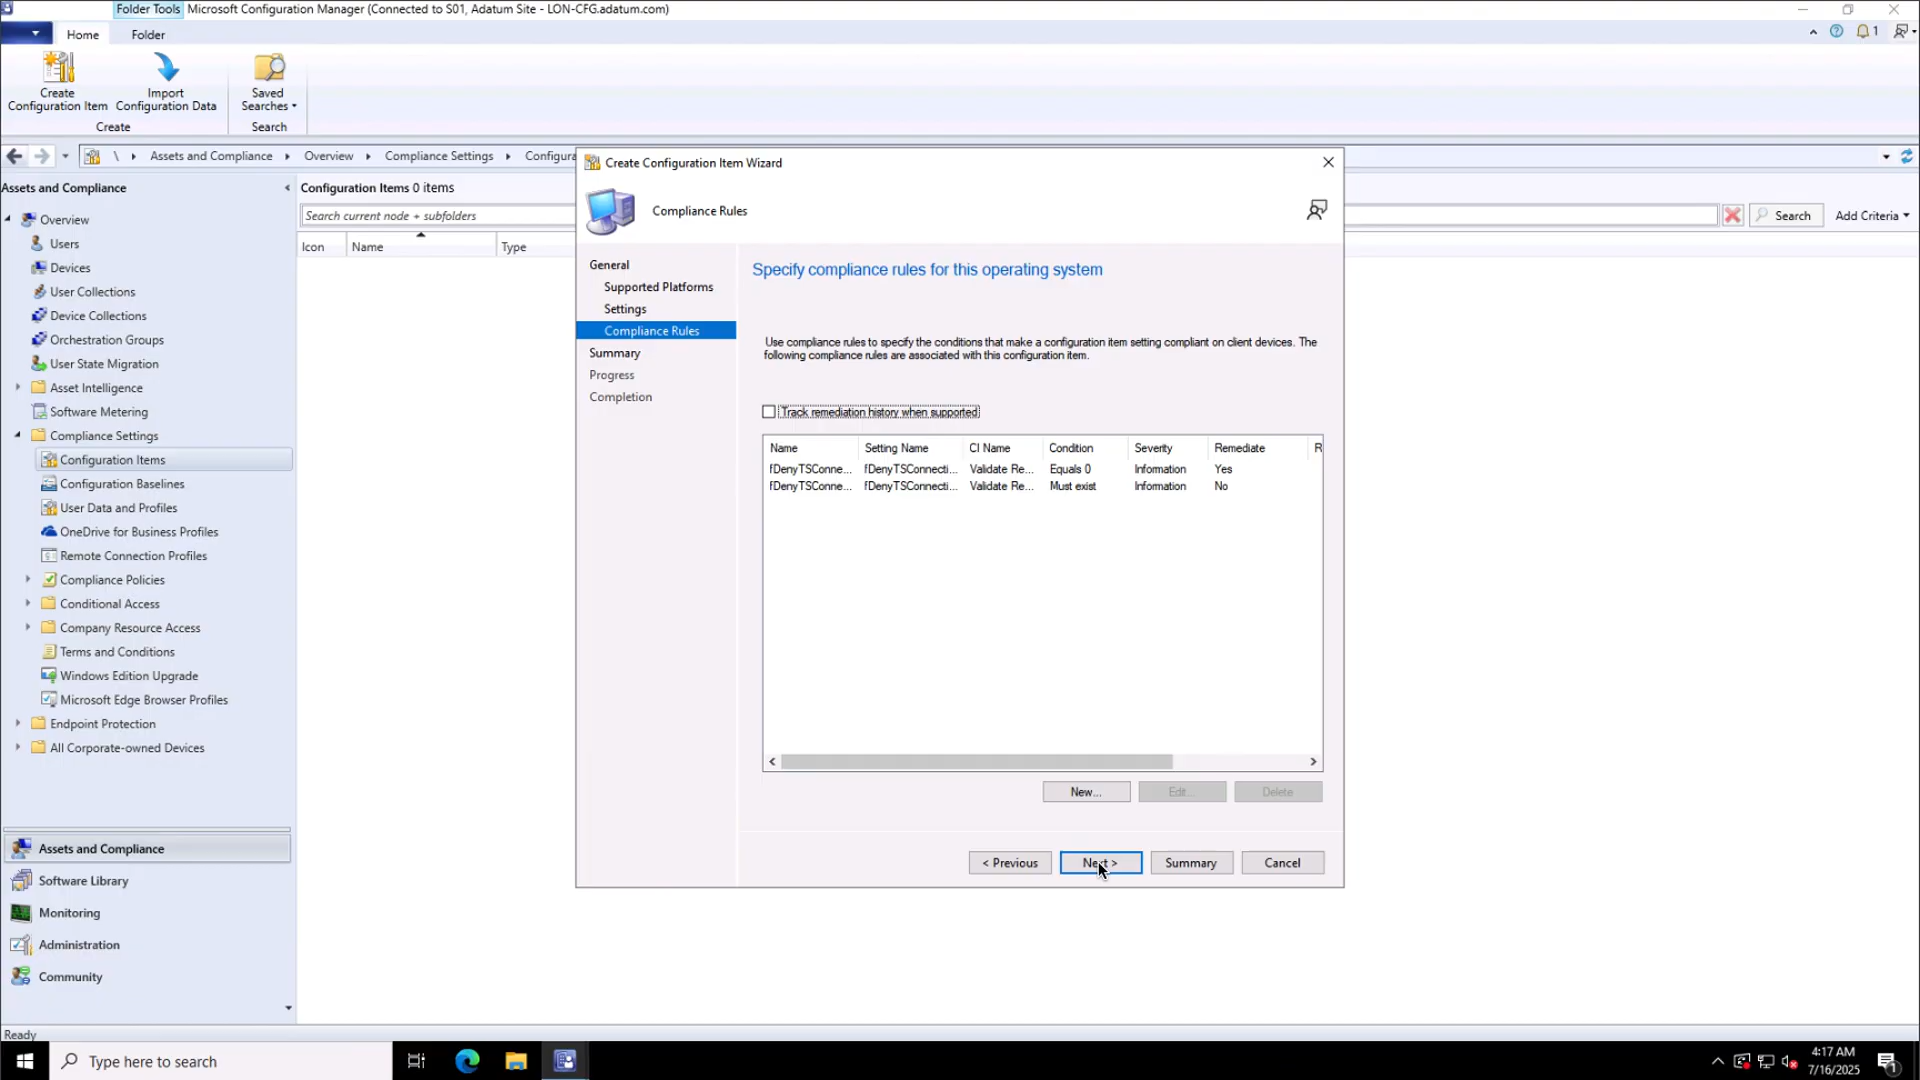 Folder Tools Microsoft Configuration Manager (Connected to S01, Adatum Site - LON-CFG.adatum.com)
Home Folder
1
Create Configuration Item
Import Configuration Data
Saved Searches
Create
Search
\ Assets and Compliance Overview Compliance Settings Configura
Assets and Compliance
Overview
Users
Devices
User Collections
Device Collections
Orchestration Groups
User State Migration
Asset Intelligence
Software Metering
Compliance Settings
Configuration Items
Configuration Baselines
User Data and Profiles
OneDrive for Business Profiles
Remote Connection Profiles
Compliance Policies
Conditional Access
Company Resource Access
Terms and Conditions
Windows Edition Upgrade
Microsoft Edge Browser Profiles
Endpoint Protection
All Corporate-owned Devices
Assets and Compliance
Software Library
Monitoring
Administration
Community
Configuration Items 0 items
Search current node + subfolders
Search Add Criteria
Icon Name Type
Create Configuration Item Wizard
Compliance Rules
General
Supported Platforms
Settings
Compliance Rules
Summary
Progress
Completion
Specify compliance rules for this operating system
Use compliance rules to specify the conditions that make a configuration item setting compliant on client devices. The
following compliance rules are associated with this configuration item.
Track remediation history when supported
Name Setting Name CI Name Condition Severity Remediate R
fDenyTSConne... fDenyTSConnecti... Validate Re... Equals 0 Information Yes
fDenyTSConne... fDenyTSConnecti... Validate Re... Must exist Information No
New... Edit... Delete
< Previous Next > Summary Cancel
Ready
Type here to search
4:17 AM
7/16/2025
1